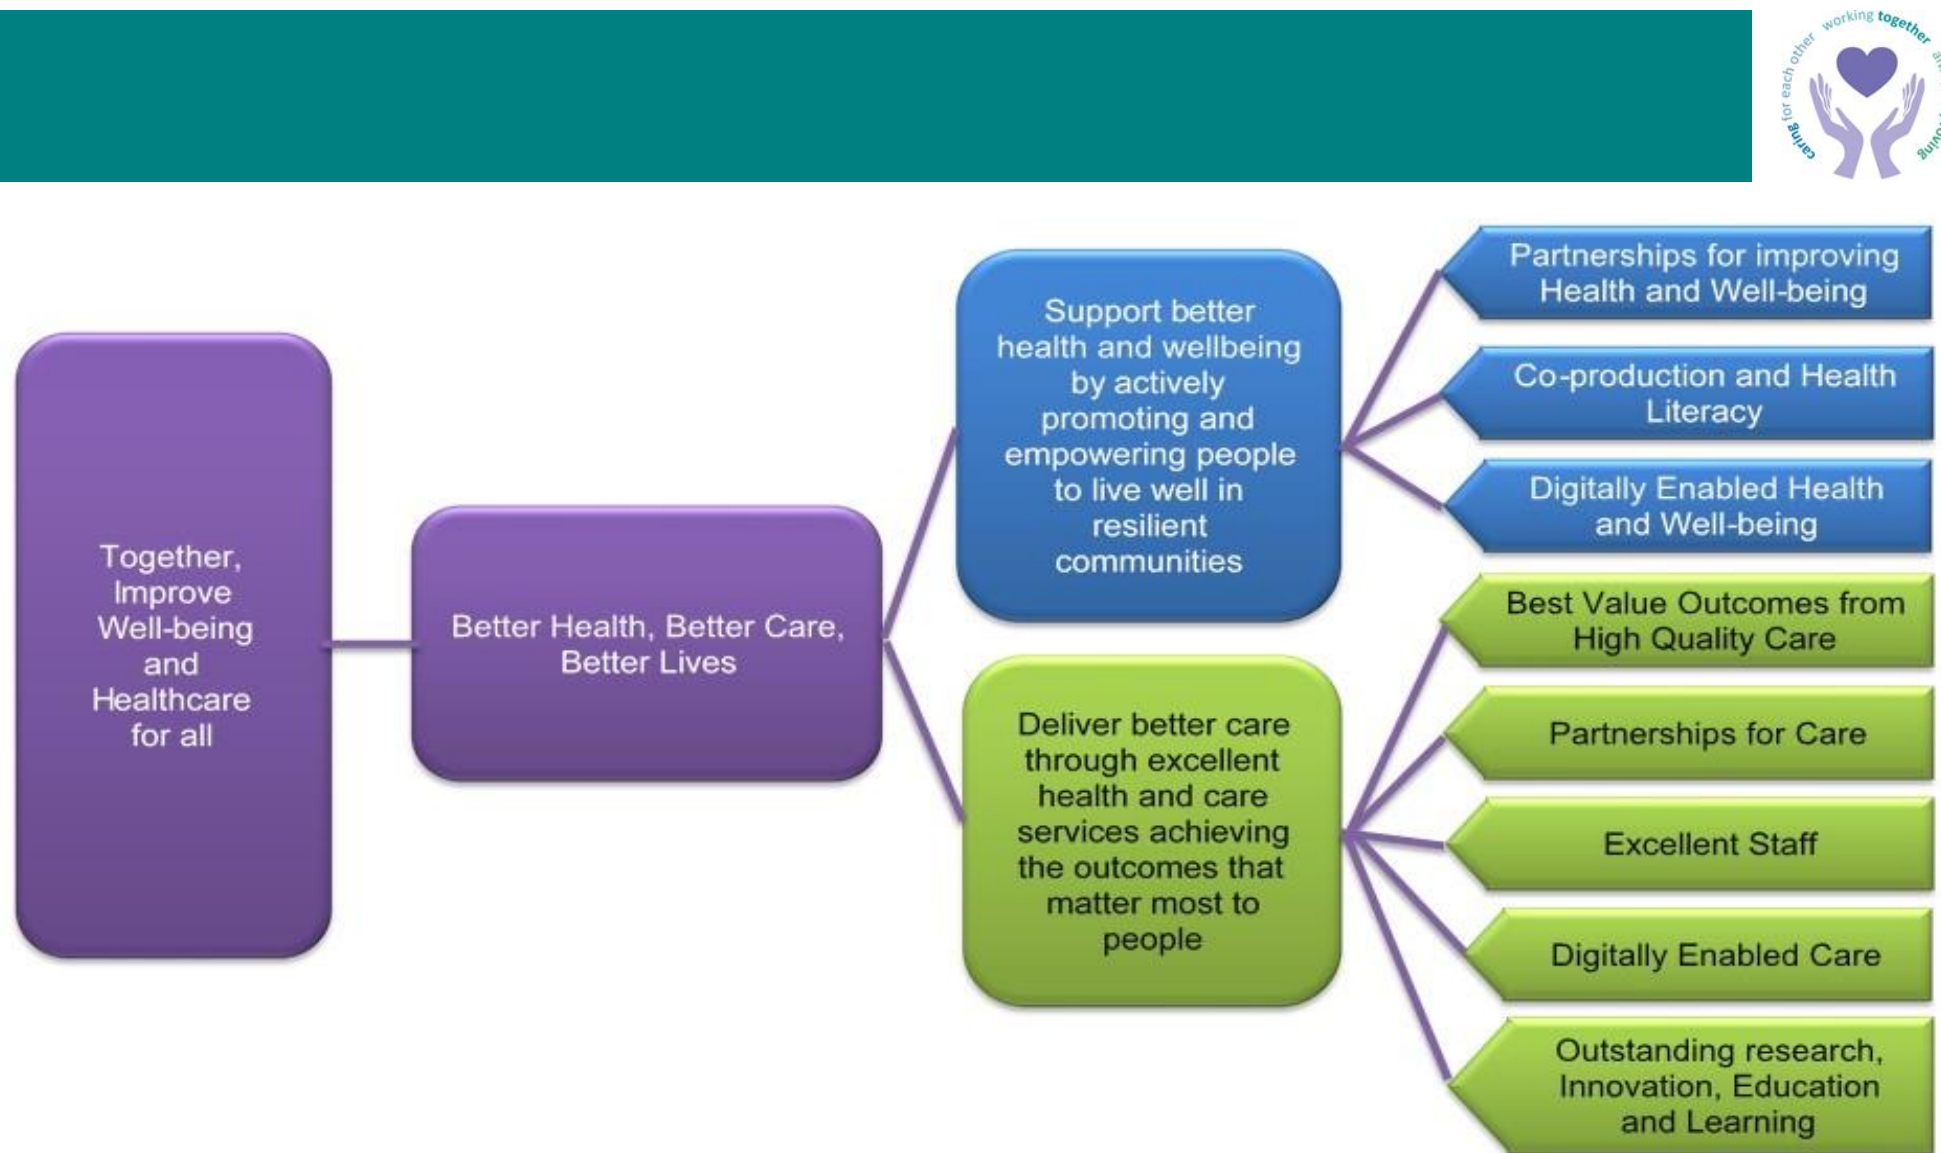 caring for each other working together
Together,
Improve
Well-being
and
Healthcare
for all
Better Health, Better Care,
Better Lives
Support better
health and wellbeing
by actively
promoting and
empowering people
to live well in
resilient
communities
Deliver better care
through excellent
health and care
services achieving
the outcomes that
matter most to
people
Partnerships for improving
Health and Well-being
Co-production and Health
Literacy
Digitally Enabled Health
and Well-being
Best Value Outcomes from
High Quality Care
Partnerships for Care
Excellent Staff
Digitally Enabled Care
Outstanding research,
Innovation, Education
and Learning